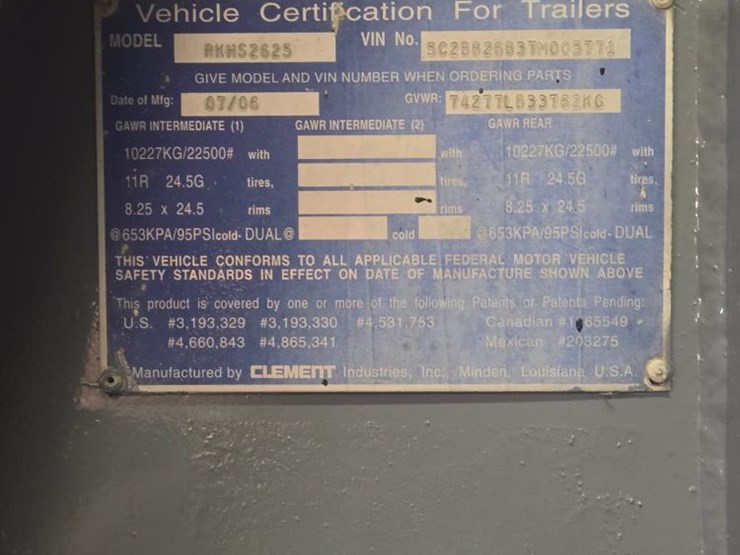 Vehicle Certification For Trailers
MODEL RKHS2625 VIN No.
GIVE MODEL AND VIN NUMBER WHEN ORDERING PARTS
Date of Mfg: 07/06 GVWR:
GAWR INTERMEDIATE (1) GAWR INTERMEDIATE (2) GAWR REAR
10227KG/22500# with with 10227KG/22500# with
11R 24.5G tires, tires, 11R 24.5G tires,
8.25 x 24.5 rims rims 8.25 x 24.5 rims
@653KPA/95PSI cold- DUAL @ cold @653KPA/95PSI cold- DUAL
THIS VEHICLE CONFORMS TO ALL APPLICABLE FEDERAL MOTOR VEHICLE
SAFETY STANDARDS IN EFFECT ON DATE OF MANUFACTURE SHOWN ABOVE
This product is covered by one or more of the following Patents or Patents Pending:
U.S. #3,193,329 #3,193,330 #4,531,753 Canadian
#4,660,843 #4,865,341 Mexican #203275
Manufactured by CLEMENT Industries, Inc., Minden, Louisiana U.S.A.